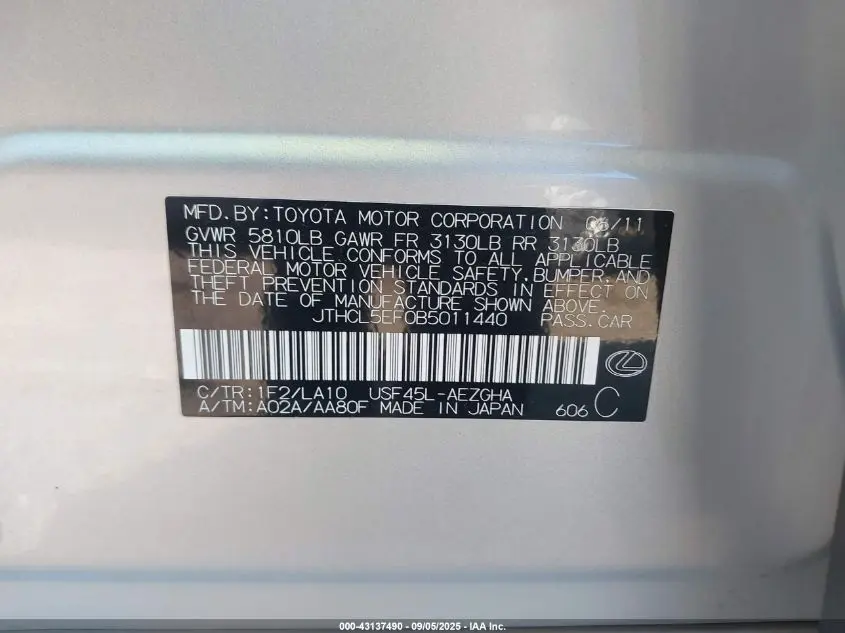 MFD.BY:TOYOTA MOTOR CORPORATION 06/11
GVWR 5810LB GAWR FR 3130LB RR 3130LB
THIS VEHICLE CONFORMS TO ALL APPLICABLE
FEDERAL MOTOR VEHICLE SAFETY,BUMPER,AND
THEFT PREVENTION STANDARDS IN EFFECT ON
THE DATE OF MANUFACTURE SHOWN ABOVE.
JTHCL5EF0B5011440 PASS.CAR
C/TR:1F2/LA10 USF45L-AEZGHA
A/TM:A02A/AA80F MADE IN JAPAN 606 C
000-43137490 - 09/05/2025 - IAA Inc.